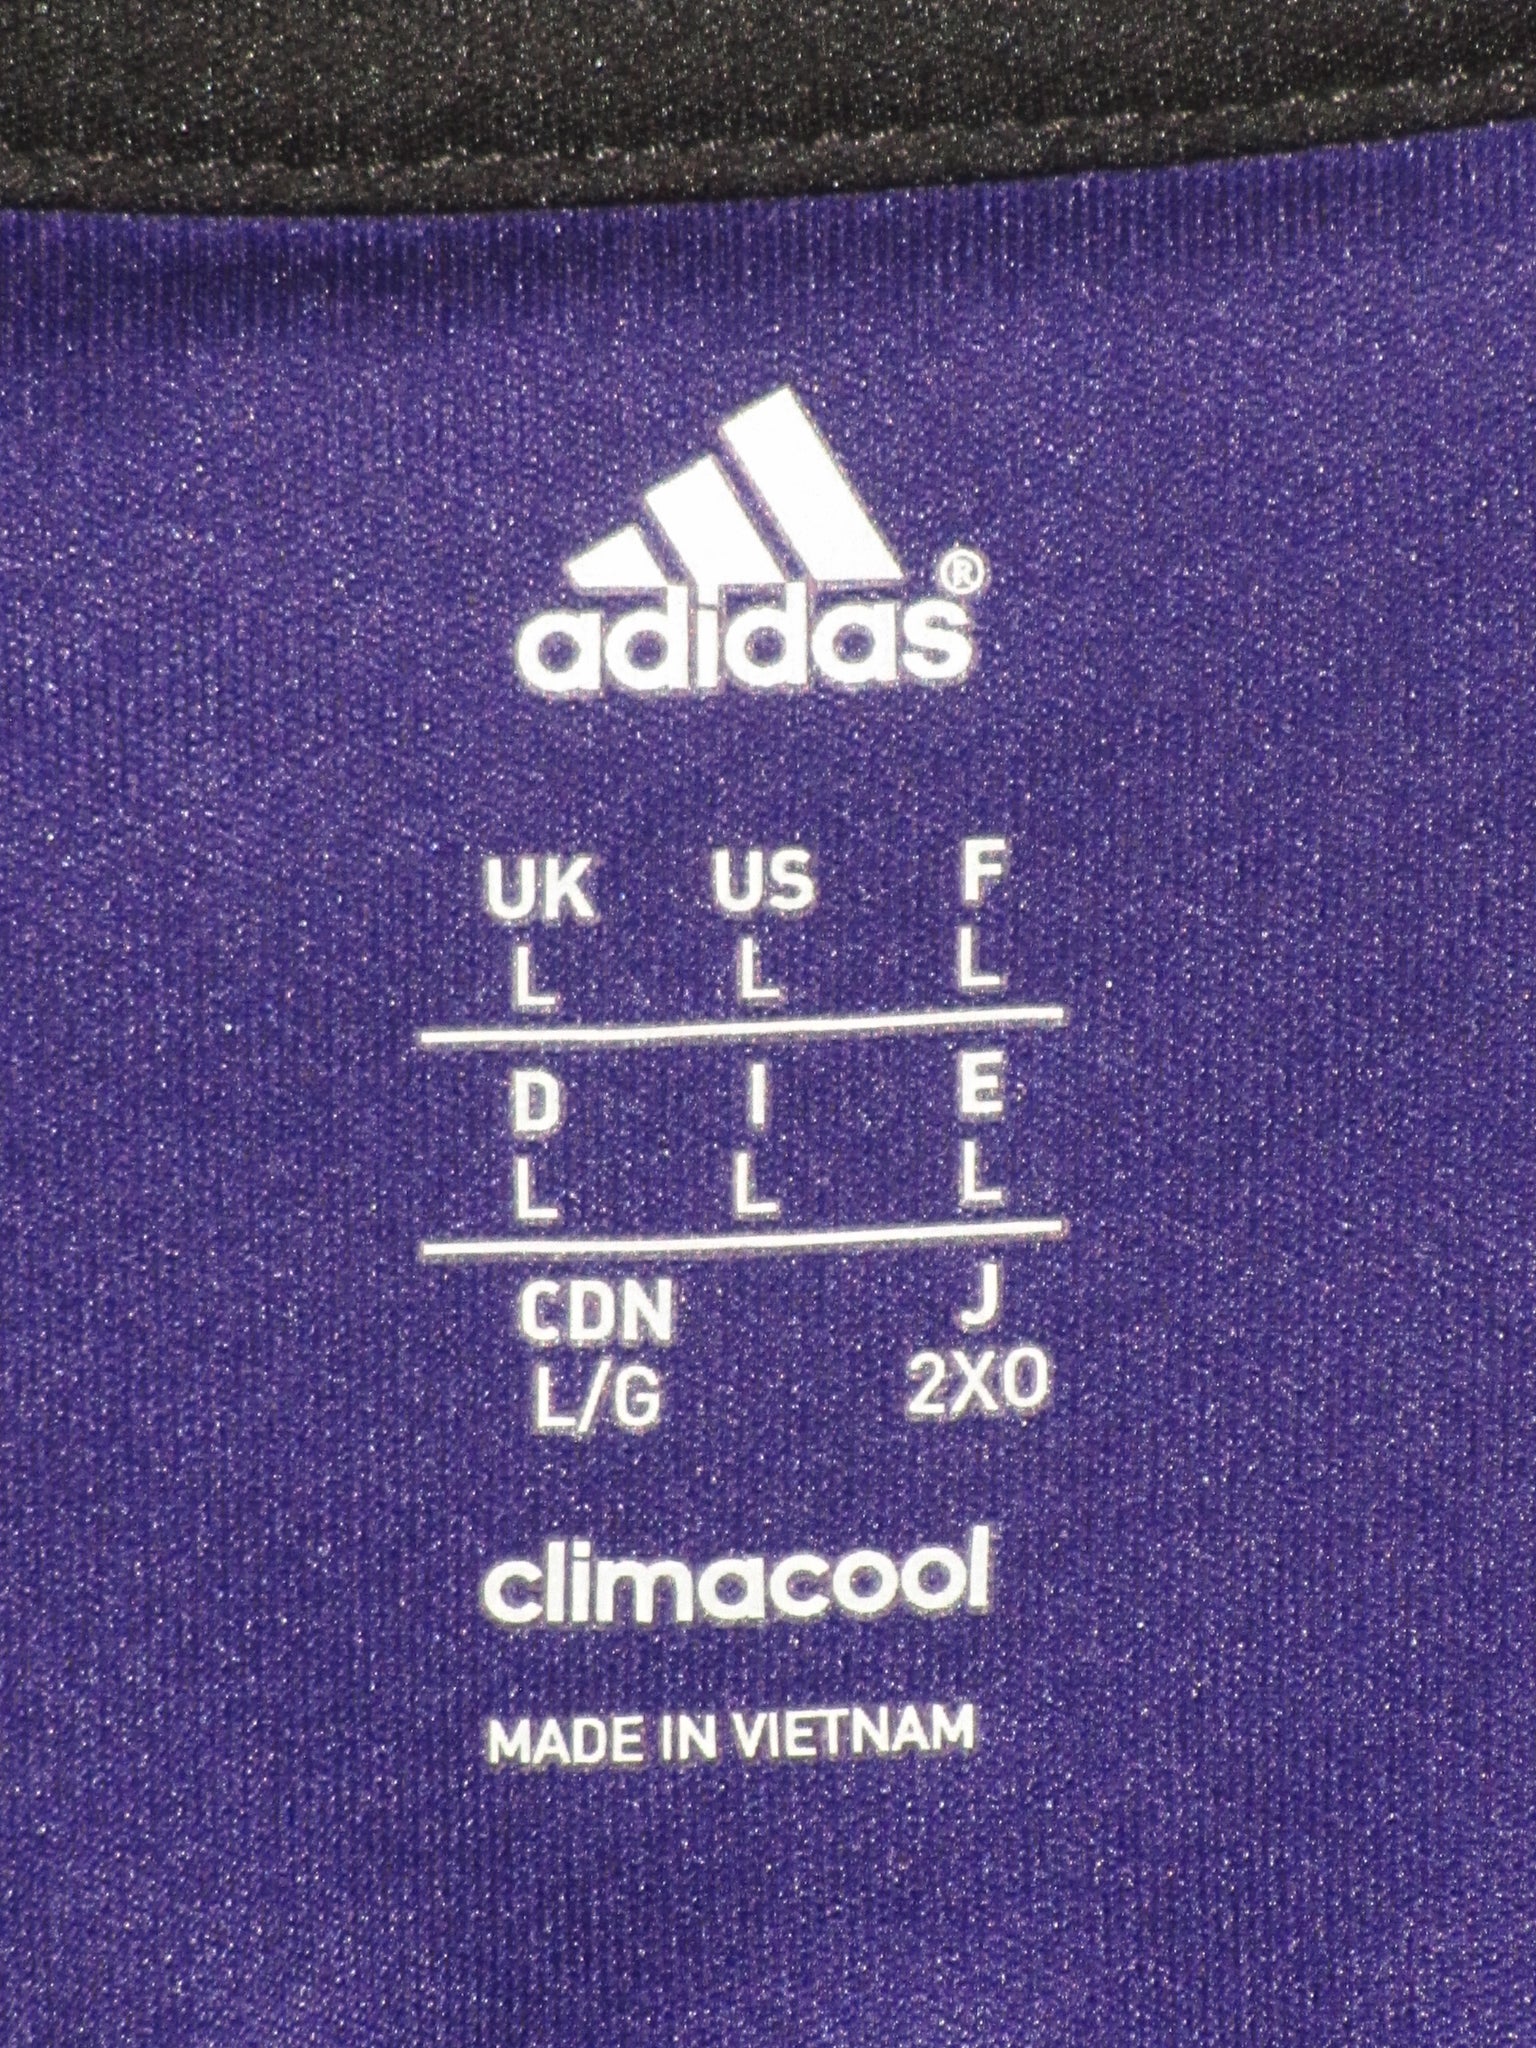 adidas®
UK US F
L L L
D I E
L L L
CDN J
L/G 2XO
climacool
MADE IN VIETNAM